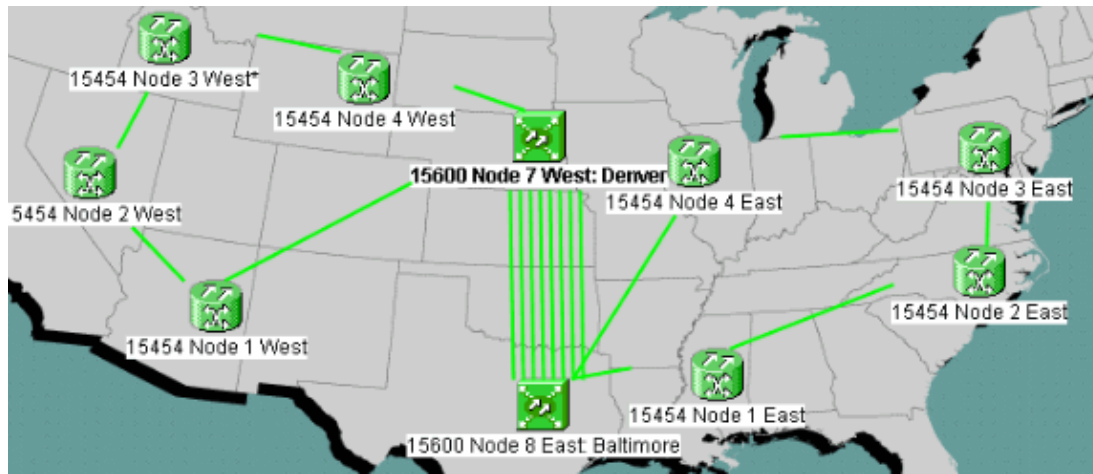 15454 Node 3 West*
15454 Node 4 West
15600 Node 7 West: Denver
15454 Node 3 East
5454 Node 2 West
15454 Node 4 East
15454 Node 2 East
15454 Node 1 West
15454 Node 1 East
15600 Node 8 East: Baltimore